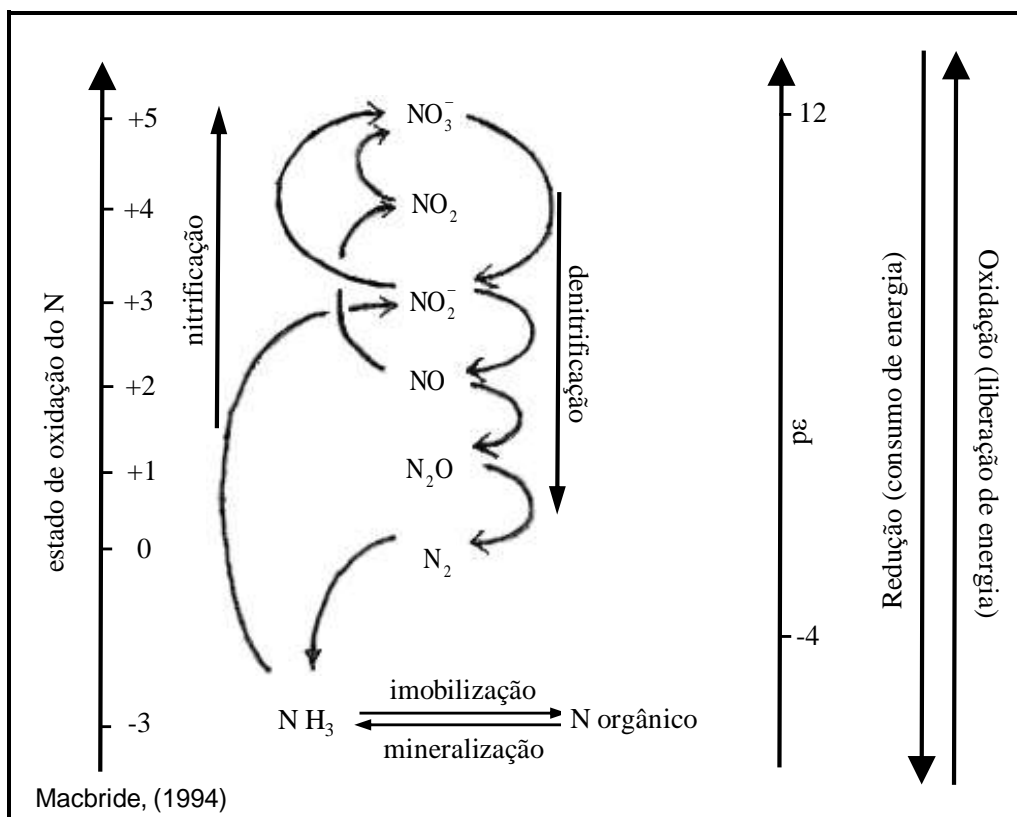 estado de oxidação do N
+5
+4
+3
+2
+1
0
-3
nitrificação
NO₃⁻
NO₂
NO₂⁻
NO
N₂O
N₂
N H₃
imobilização
mineralização
N orgânico
denitrificação
pε
12
-4
Redução (consumo de energia)
Oxidação (liberação de energia)
Macbride, (1994)